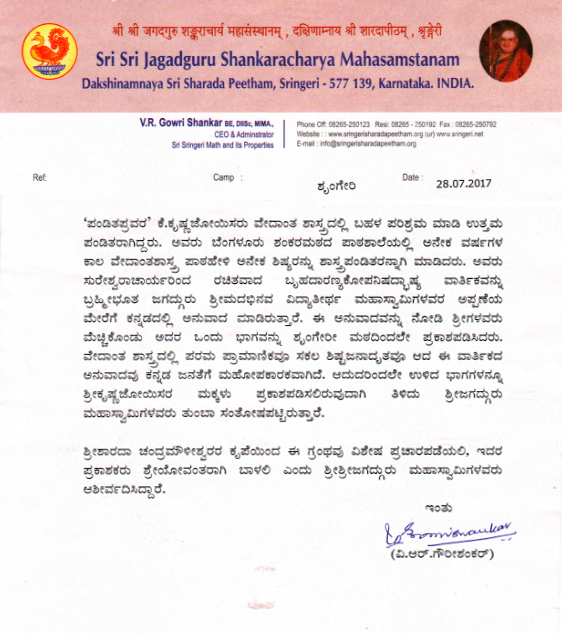 श्री श्री जगद्गुरु शङ्कराचार्य महासंस्थानम् , दक्षिणाम्नाय श्री शारदापीठम् , श्रृङ्गेरी
Sri Sri Jagadguru Shankaracharya Mahasamstanam
Dakshinamnaya Sri Sharada Peetham, Sringeri - 577 139, Karnataka. INDIA.
V.R. Gowri Shankar BE, DIISc, MIMA.,
CEO & Adminstrator
Sri Sringeri Math and its Properties
Phone Off: 08265-250123 Resi: 08265 - 250192 Fax : 08265-250792
Website : : www.sringerisharadapeetham.org (ur) www.sringeri.net
E-mail : info@sringerisharadapeetham.org
Ref: Camp : ಶೃಂಗೇರಿ Date : 28.07.2017
'ಪಂಡಿತಪ್ರವರ' ಕೆ.ಕೃಷ್ಣಜೋಯಿಸರು ವೇದಾಂತ ಶಾಸ್ತ್ರದಲ್ಲಿ ಬಹಳ ಪರಿಶ್ರಮ ಮಾಡಿ ಉತ್ತಮ
ಪಂಡಿತರಾಗಿದ್ದರು. ಅವರು ಬೆಂಗಳೂರು ಶಂಕರಮಠದ ಪಾಠಶಾಲೆಯಲ್ಲಿ ಅನೇಕ ವರ್ಷಗಳ
ಕಾಲ ವೇದಾಂತಶಾಸ್ತ್ರ ಪಾಠಹೇಳಿ ಅನೇಕ ಶಿಷ್ಯರನ್ನು ಶಾಸ್ತ್ರಪಂಡಿತರನ್ನಾಗಿ ಮಾಡಿದರು. ಅವರು
ಸುರೇಶ್ವರಾಚಾರ್ಯರಿಂದ ರಚಿತವಾದ ಬೃಹದಾರಣ್ಯಕೋಪನಿಷದ್ಭಾಷ್ಯ ವಾರ್ತಿಕವನ್ನು
ಬ್ರಹ್ಮೀಭೂತ ಜಗದ್ಗುರು ಶ್ರೀಮದಭಿನವ ವಿದ್ಯಾತೀರ್ಥ ಮಹಾಸ್ವಾಮಿಗಳವರ ಅಪ್ಪಣೆಯ
ಮೇರೆಗೆ ಕನ್ನಡದಲ್ಲಿ ಅನುವಾದ ಮಾಡಿರುತ್ತಾರೆ. ಈ ಅನುವಾದವನ್ನು ನೋಡಿ ಶ್ರೀಗಳವರು
ಮೆಚ್ಚಿಕೊಂಡು ಅದರ ಒಂದು ಭಾಗವನ್ನು ಶೃಂಗೇರೀ ಮಠದಿಂದಲೇ ಪ್ರಕಾಶಪಡಿಸಿದರು.
ವೇದಾಂತ ಶಾಸ್ತ್ರದಲ್ಲಿ ಪರಮ ಪ್ರಾಮಾಣಿಕವೂ ಸಕಲ ಶಿಷ್ಟಜನಾದೃತವೂ ಆದ ಈ ವಾರ್ತಿಕದ
ಅನುವಾದವು ಕನ್ನಡ ಜನತೆಗೆ ಮಹೋಪಕಾರಕವಾಗಿದೆ. ಆದುದರಿಂದಲೇ ಉಳಿದ ಭಾಗಗಳನ್ನೂ
ಶ್ರೀಕೃಷ್ಣಜೋಯಿಸರ ಮಕ್ಕಳು ಪ್ರಕಾಶಪಡಿಸಲಿರುವುದಾಗಿ ತಿಳಿದು ಶ್ರೀಜಗದ್ಗುರು
ಮಹಾಸ್ವಾಮಿಗಳವರು ತುಂಬಾ ಸಂತೋಷಪಟ್ಟಿರುತ್ತಾರೆ.
ಶ್ರೀಶಾರದಾ ಚಂದ್ರಮೌಳೀಶ್ವರರ ಕೃಪೆಯಿಂದ ಈ ಗ್ರಂಥವು ವಿಶೇಷ ಪ್ರಚಾರಪಡೆಯಲಿ, ಇದರ
ಪ್ರಕಾಶಕರು ಶ್ರೇಯೋವಂತರಾಗಿ ಬಾಳಲಿ ಎಂದು ಶ್ರೀಶ್ರೀಜಗದ್ಗುರು ಮಹಾಸ್ವಾಮಿಗಳವರು
ಆಶೀರ್ವದಿಸಿದ್ದಾರೆ.
ಇಂತು
(ವಿ.ಆರ್.ಗೌರೀಶಂಕರ್)